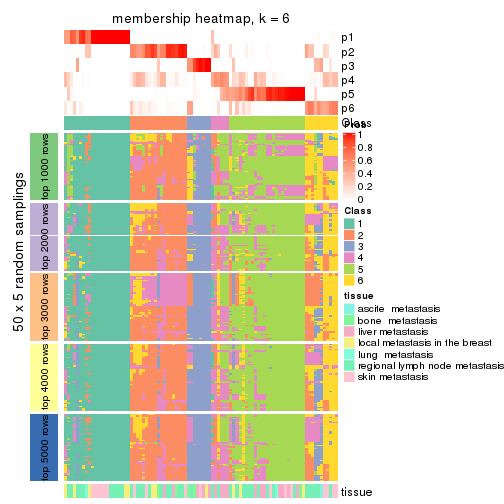 membership heatmap, k = 6
p1
p2
p3
p4
p5
p6
Class
Prob
1
0.8
0.6
0.4
0.2
0
Class
1
2
3
4
5
6
tissue
ascite metastasis
bone metastasis
liver metastasis
local metastasis in the breast
lung metastasis
regional lymph node metastasis
skin metastasis
50 x 5 random samplings
top 1000 rows
top 2000 rows
top 3000 rows
top 4000 rows
top 5000 rows
tissue